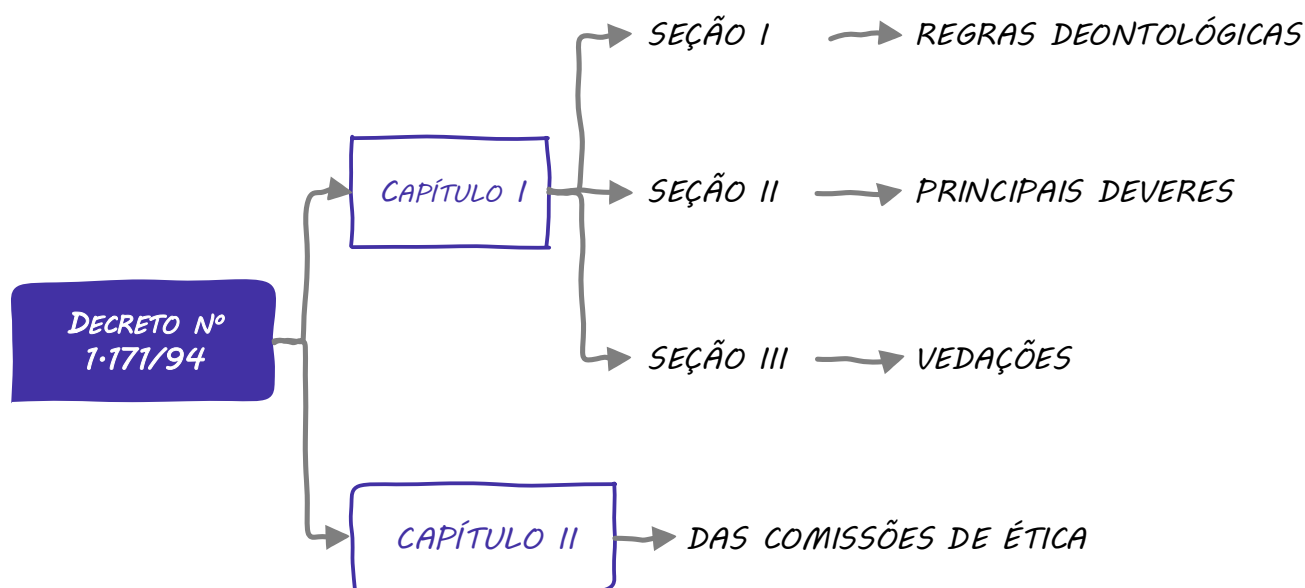 SEÇÃO I
REGRAS DEONTOLÓGICAS
CAPÍTULO I
SEÇÃO II
PRINCIPAIS DEVERES
DECRETO Nº
1.171/94
SEÇÃO III
VEDAÇÕES
CAPÍTULO II
DAS COMISSÕES DE ÉTICA